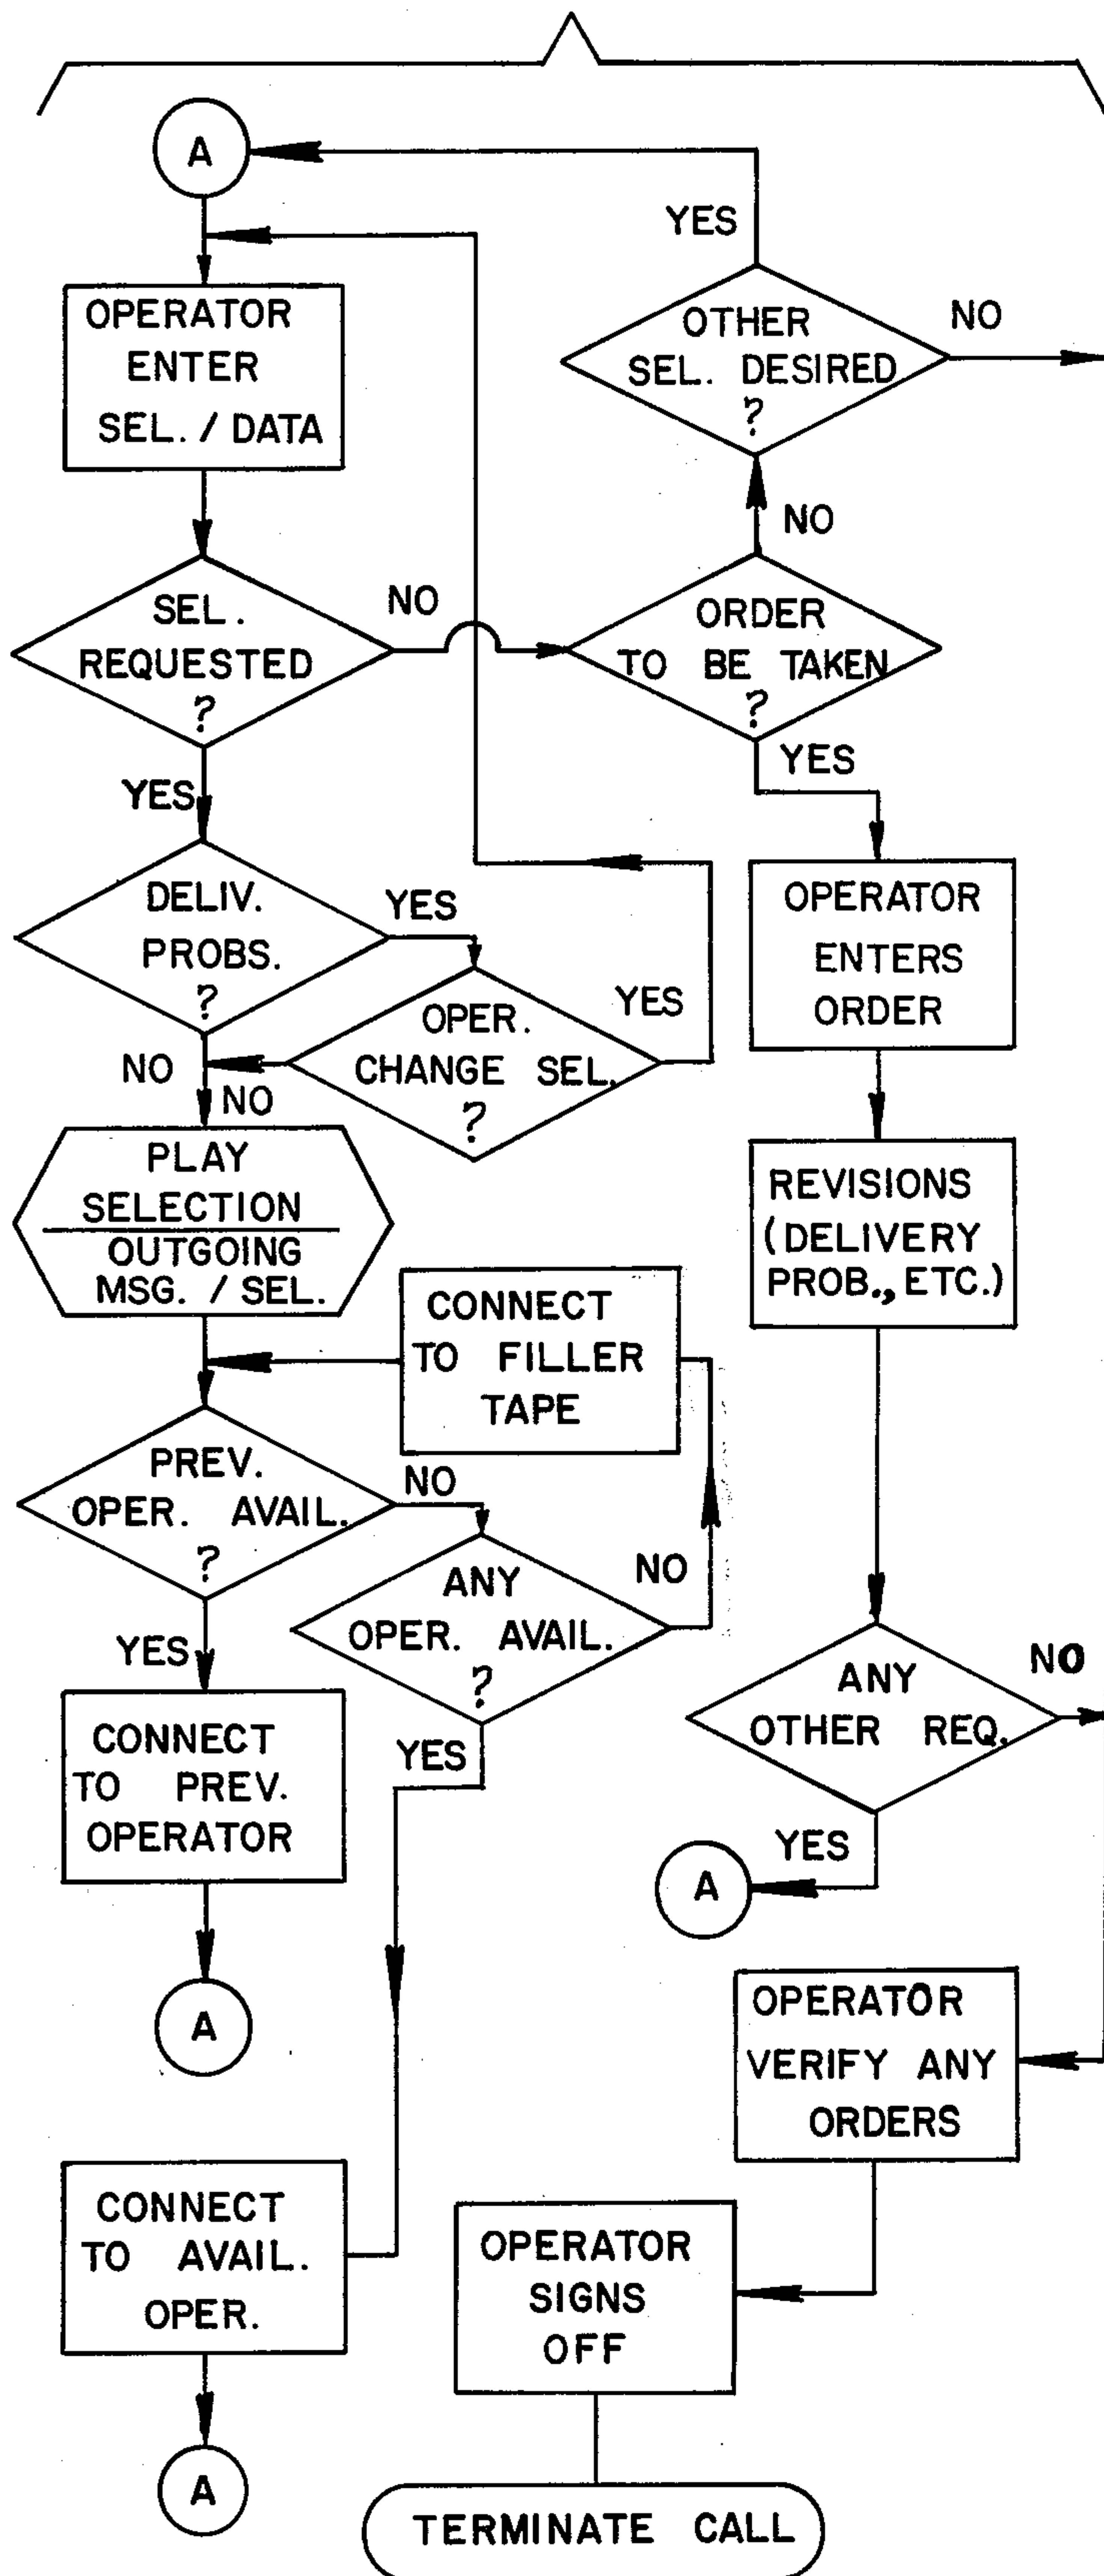 A
YES
OPERATOR
ENTER
SEL. / DATA
OTHER
SEL. DESIRED
?
NO
NO
SEL.
REQUESTED
?
NO
ORDER
TO BE TAKEN
?
YES
YES
DELIV.
PROBS.
?
YES
OPER.
CHANGE SEL.
?
YES
NO
NO
OPERATOR
ENTERS
ORDER
PLAY
SELECTION
OUTGOING
MSG. / SEL.
REVISIONS
(DELIVERY
PROB., ETC.)
CONNECT
TO FILLER
TAPE
PREV.
OPER. AVAIL.
?
NO
ANY
OPER. AVAIL.
?
NO
YES
YES
ANY
OTHER REQ.
NO
YES
A
CONNECT
TO PREV.
OPERATOR
A
OPERATOR
VERIFY ANY
ORDERS
CONNECT
TO AVAIL.
OPER.
A
OPERATOR
SIGNS
OFF
TERMINATE CALL